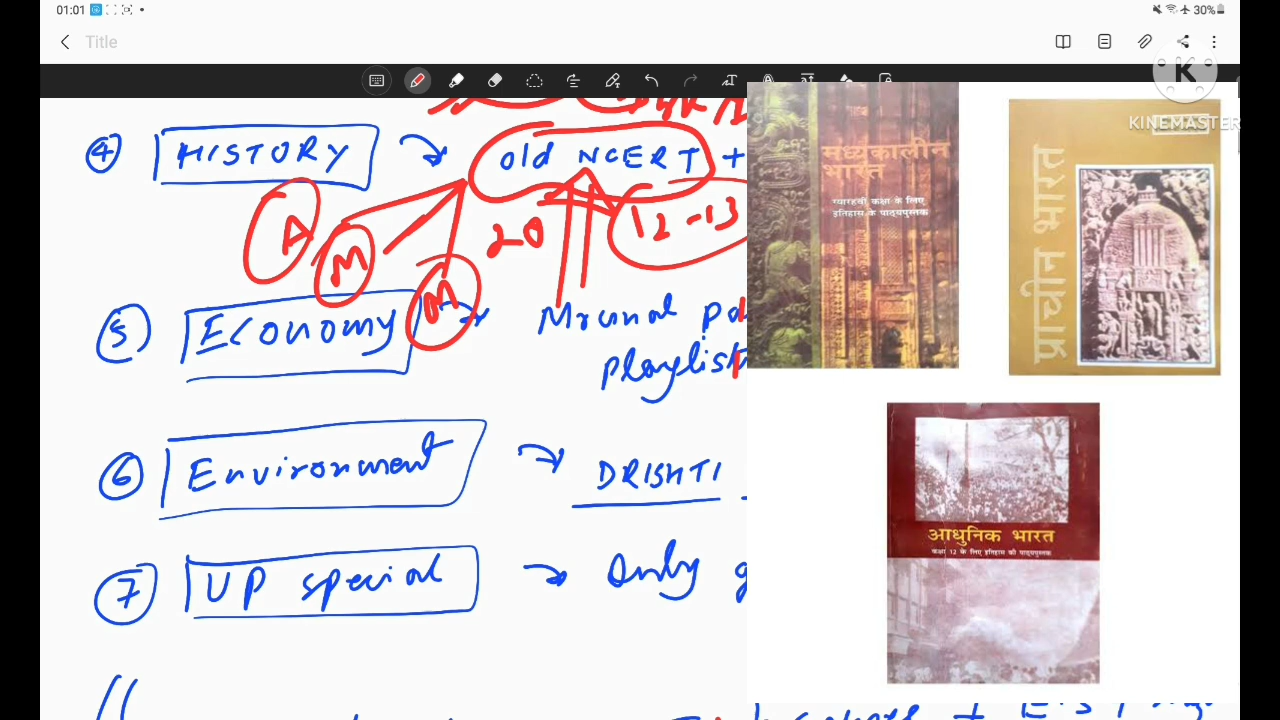 01:01
30%
Title
K
KINEMASTER
④ HISTORY → Old NCERT +
A M M 20 12-13
⑤ Economy → Mrunal
playlist
⑥ Environment → DRISHTI
⑦ UP special → Only
मध्यकालीन
भारत
ग्यारहवीं कक्षा के लिए
इतिहास के पाठ्यपुस्तक
प्राचीन भारत
आधुनिक भारत
कक्षा 12 के लिए इतिहास की पाठ्यपुस्तक